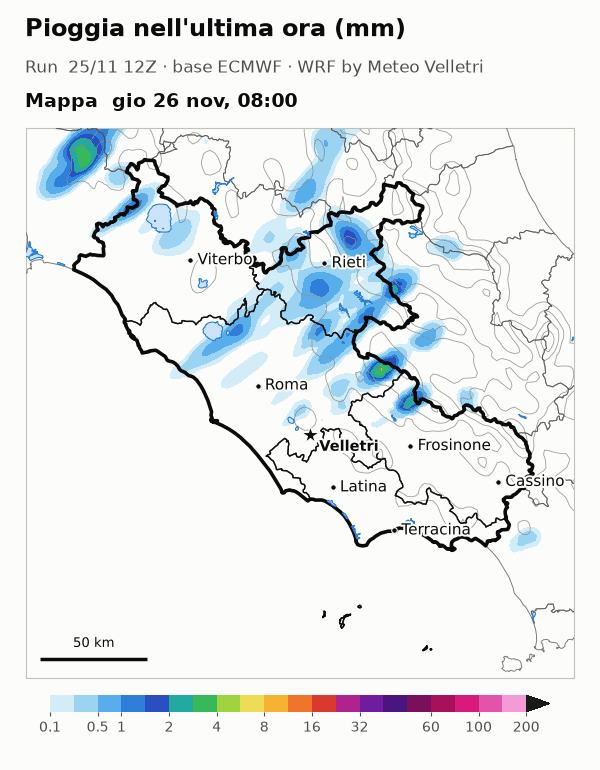 Pioggia nell'ultima ora (mm)
Run  25/11 12Z · base ECMWF · WRF by Meteo Velletri
Mappa  gio 26 nov, 08:00
Viterbo
Rieti
Roma
Velletri
Frosinone
Latina
Cassino
Terracina
50 km
0.1 0.5 1 2 4 8 16 32 60 100 200